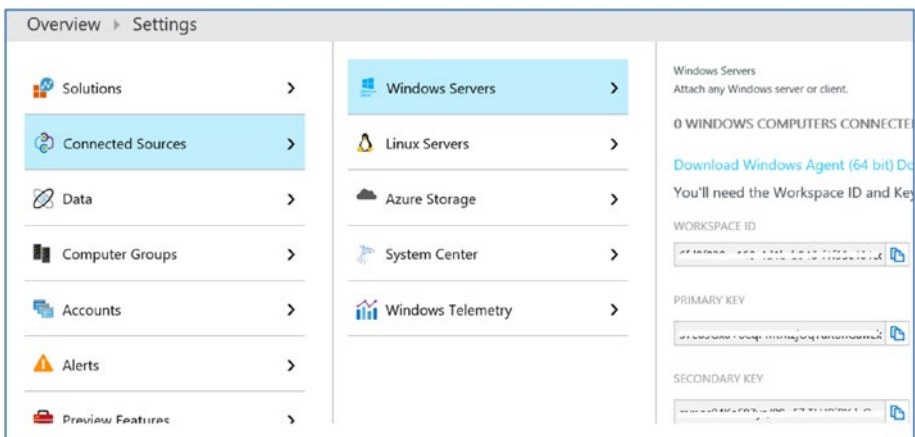 Overview Settings
Solutions
Connected Sources
Data
Computer Groups
Accounts
Alerts
Preview Features
Windows Servers
Linux Servers
Azure Storage
System Center
Windows Telemetry
Windows Servers
Attach any Windows server or client.
0 WINDOWS COMPUTERS CONNECTE
Download Windows Agent (64 bit) Do
You'll need the Workspace ID and Key
WORKSPACE ID
PRIMARY KEY
SECONDARY KEY